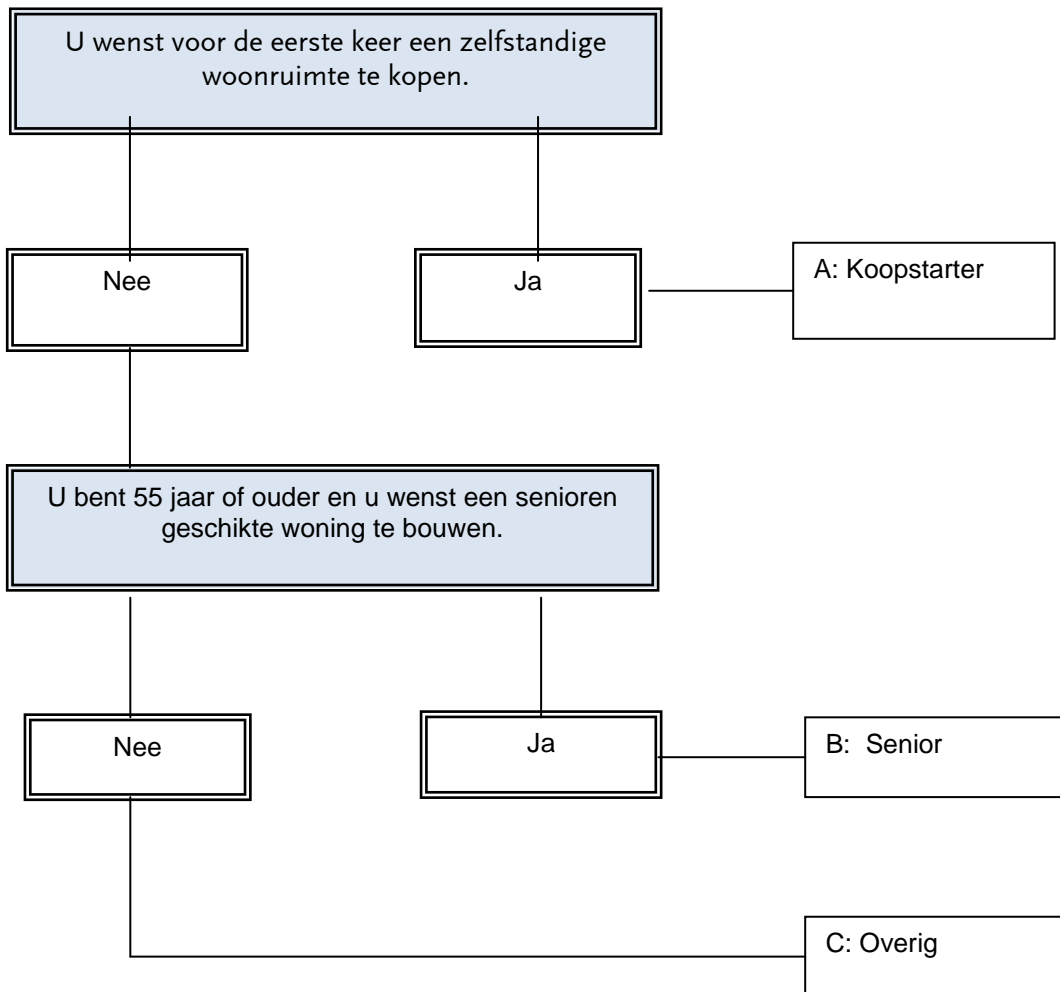 U wenst voor de eerste keer een zelfstandige
woonruimte te kopen.
Nee
Ja
A: Koopstarter
U bent 55 jaar of ouder en u wenst een senioren
geschikte woning te bouwen.
Nee
Ja
B: Senior
C: Overig